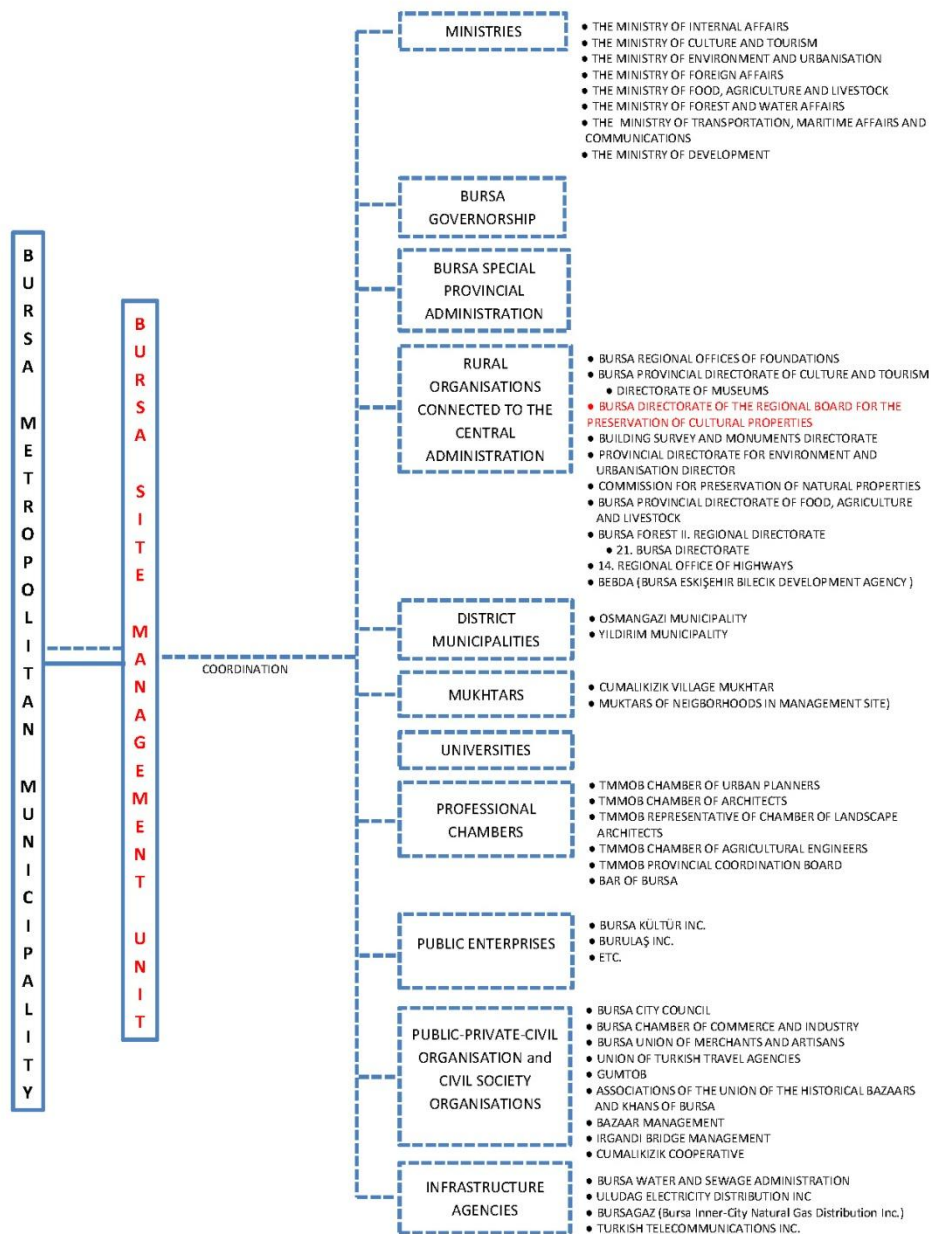 BURSA METROPOLITAN MUNICIPALITY
BURSA SITE MANAGEMENT UNIT
COORDINATION
MINISTRIES
● THE MINISTRY OF INTERNAL AFFAIRS
● THE MINISTRY OF CULTURE AND TOURISM
● THE MINISTRY OF ENVIRONMENT AND URBANISATION
● THE MINISTRY OF FOREIGN AFFAIRS
● THE MINISTRY OF FOOD, AGRICULTURE AND LIVESTOCK
● THE MINISTRY OF FOREST AND WATER AFFAIRS
● THE MINISTRY OF TRANSPORTATION, MARITIME AFFAIRS AND
COMMUNICATIONS
● THE MINISTRY OF DEVELOPMENT
BURSA
GOVERNORSHIP
BURSA SPECIAL
PROVINCIAL
ADMINISTRATION
RURAL
ORGANISATIONS
CONNECTED TO THE
CENTRAL
ADMINISTRATION
● BURSA REGIONAL OFFICES OF FOUNDATIONS
● BURSA PROVINCIAL DIRECTORATE OF CULTURE AND TOURISM
● DIRECTORATE OF MUSEUMS
● BURSA DIRECTORATE OF THE REGIONAL BOARD FOR THE
PRESERVATION OF CULTURAL PROPERTIES
● BUILDING SURVEY AND MONUMENTS DIRECTORATE
● PROVINCIAL DIRECTORATE FOR ENVIRONMENT AND
URBANISATION DIRECTOR
● COMMISSION FOR PRESERVATION OF NATURAL PROPERTIES
● BURSA PROVINCIAL DIRECTORATE OF FOOD, AGRICULTURE
AND LIVESTOCK
● BURSA FOREST II. REGIONAL DIRECTORATE
● 21. BURSA DIRECTORATE
● 14. REGIONAL OFFICE OF HIGHWAYS
● BEBDA (BURSA ESKIŞEHIR BILECIK DEVELOPMENT AGENCY )
DISTRICT
MUNICIPALITIES
● OSMANGAZI MUNICIPALITY
● YILDIRIM MUNICIPALITY
MUKHTARS
● CUMALIKIZIK VILLAGE MUKHTAR
● MUKTARS OF NEIGBORHOODS IN MANAGEMENT SITE)
UNIVERSITIES
PROFESSIONAL
CHAMBERS
● TMMOB CHAMBER OF URBAN PLANNERS
● TMMOB CHAMBER OF ARCHITECTS
● TMMOB REPRESENTATIVE OF CHAMBER OF LANDSCAPE
ARCHITECTS
● TMMOB CHAMBER OF AGRICULTURAL ENGINEERS
● TMMOB PROVINCIAL COORDINATION BOARD
● BAR OF BURSA
PUBLIC ENTERPRISES
● BURSA KÜLTÜR INC.
● BURULAŞ INC.
● ETC.
PUBLIC-PRIVATE-CIVIL
ORGANISATION and
CIVIL SOCIETY
ORGANISATIONS
● BURSA CITY COUNCIL
● BURSA CHAMBER OF COMMERCE AND INDUSTRY
● BURSA UNION OF MERCHANTS AND ARTISANS
● UNION OF TURKISH TRAVEL AGENCIES
● GUMTOB
● ASSOCIATIONS OF THE UNION OF THE HISTORICAL BAZAARS
AND KHANS OF BURSA
● BAZAAR MANAGEMENT
● IRGANDI BRIDGE MANAGEMENT
● CUMALIKIZIK COOPERATIVE
INFRASTRUCTURE
AGENCIES
● BURSA WATER AND SEWAGE ADMINISTRATION
● ULUDAG ELECTRICITY DISTRIBUTION INC
● BURSAGAZ (Bursa Inner-City Natural Gas Distribution Inc.)
● TURKISH TELECOMMUNICATIONS INC.